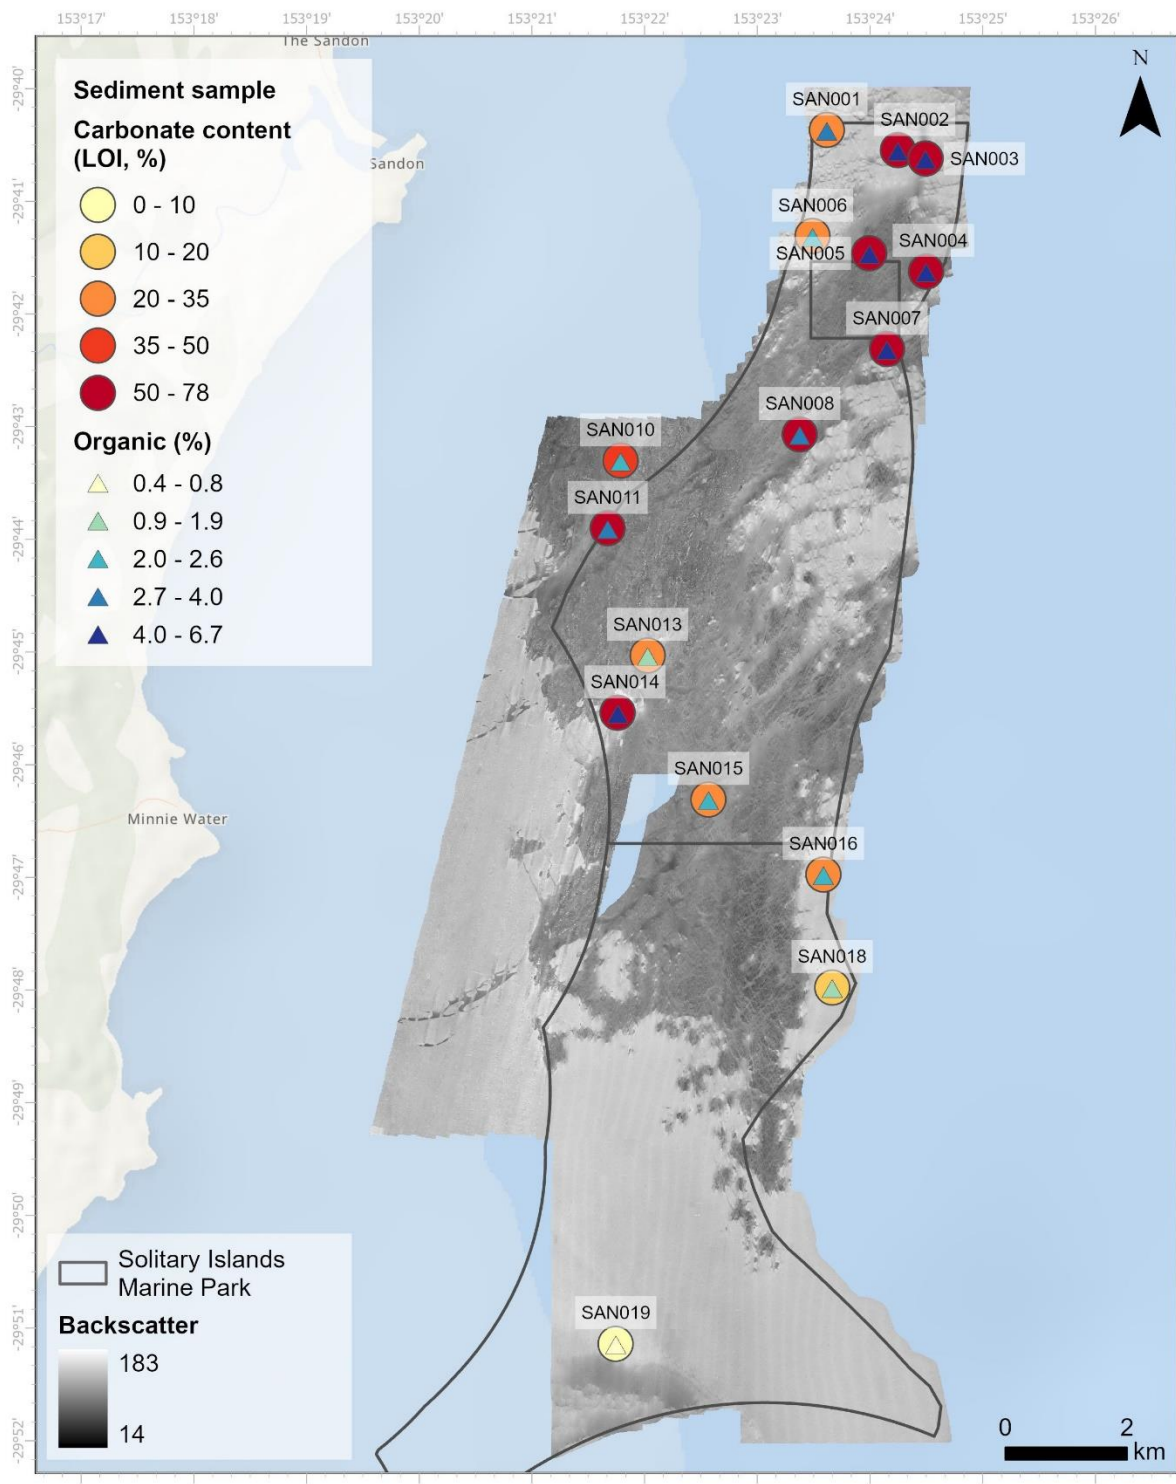 153°17' 153°18' 153°19' 153°20' 153°21' 153°22' 153°23' 153°24' 153°25' 153°26'
The Sandon
N
-29°40'
-29°41'
-29°42'
-29°43'
-29°44'
-29°45'
-29°46'
-29°47'
-29°48'
-29°49'
-29°50'
-29°51'
-29°52'
Sediment sample
Carbonate content
(LOI, %)
0 - 10
10 - 20
20 - 35
35 - 50
50 - 78
Organic (%)
0.4 - 0.8
0.9 - 1.9
2.0 - 2.6
2.7 - 4.0
4.0 - 6.7
Sandon
Minnie Water
SAN001
SAN002
SAN003
SAN006
SAN004
SAN005
SAN007
SAN008
SAN010
SAN011
SAN013
SAN014
SAN015
SAN016
SAN018
SAN019
Solitary Islands
Marine Park
Backscatter
183
14
0 2
km